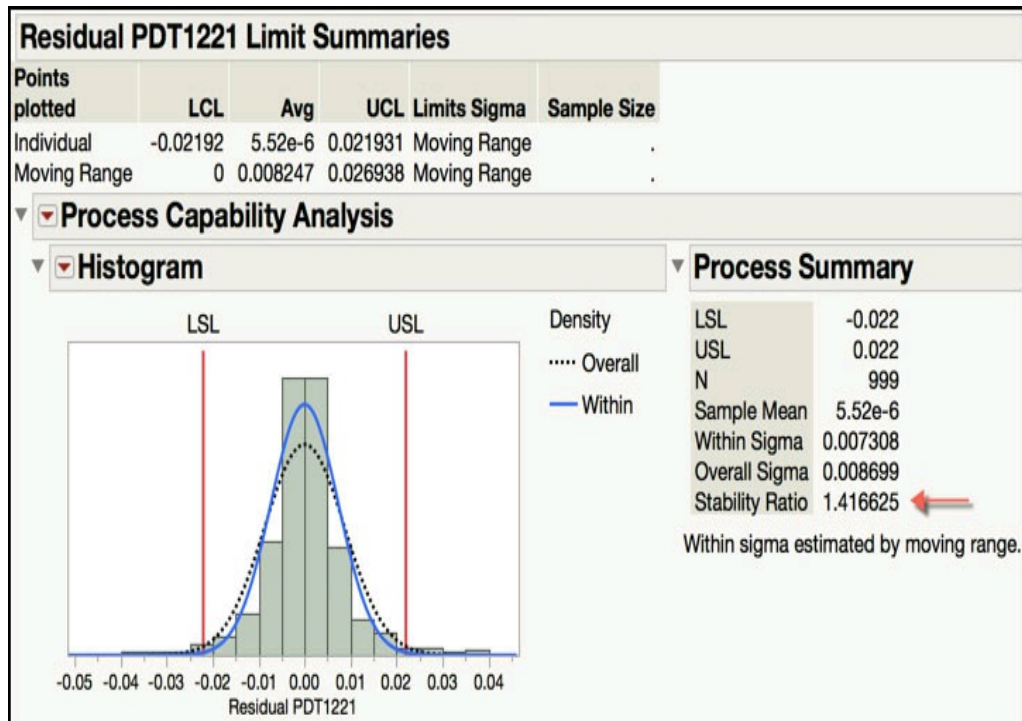 Residual PDT1221 Limit Summaries
Points
plotted LCL Avg UCL Limits Sigma Sample Size
Individual -0.02192 5.52e-6 0.021931 Moving Range .
Moving Range 0 0.008247 0.026938 Moving Range .
Process Capability Analysis
Histogram
LSL USL
Density
Overall
Within
-0.05 -0.04 -0.03 -0.02 -0.01 0.00 0.01 0.02 0.03 0.04
Residual PDT1221
Process Summary
LSL -0.022
USL 0.022
N 999
Sample Mean 5.52e-6
Within Sigma 0.007308
Overall Sigma 0.008699
Stability Ratio 1.416625
Within sigma estimated by moving range.